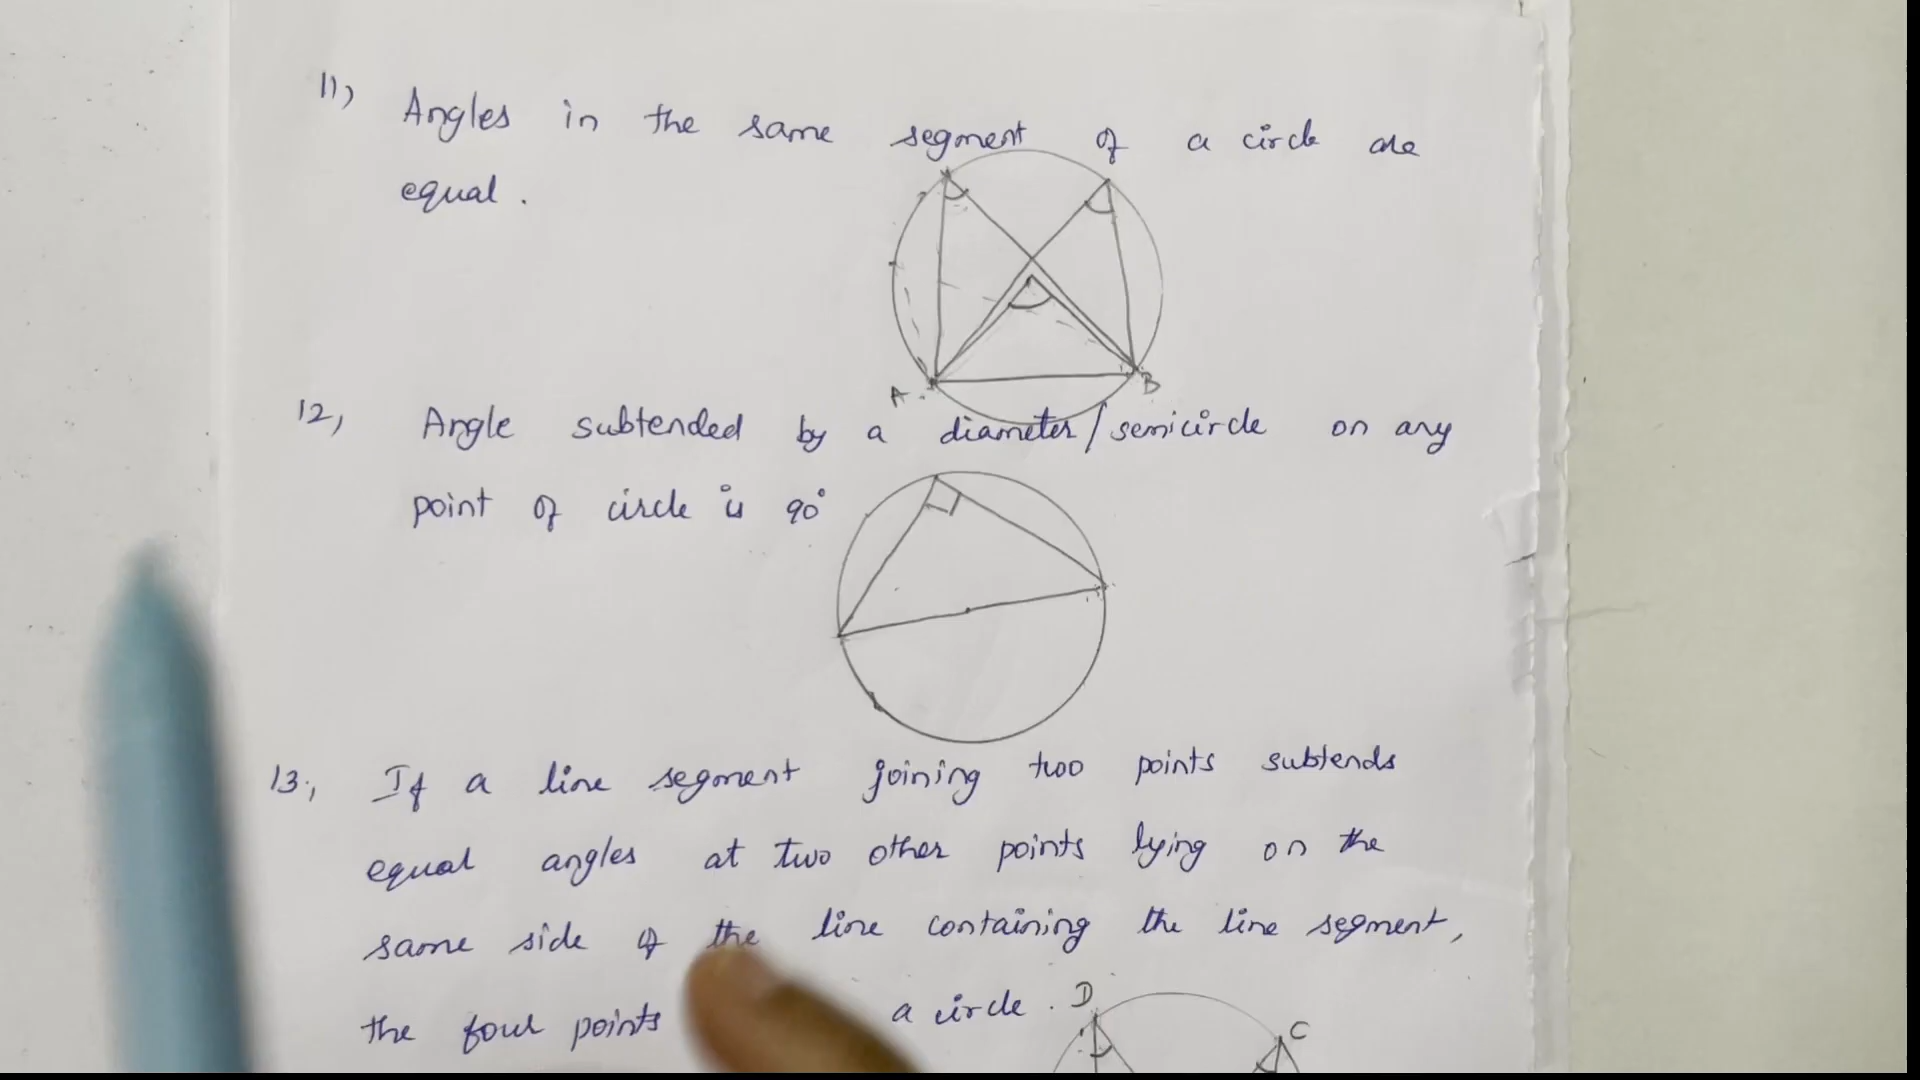 11) Angles in the same segment of a circle are
equal.
A B
12, Angle subtended by a diameter/semicircle on any
point of circle is 90°
13, If a line segment joining two points subtends
equal angles at two other points lying on the
same side of the line containing the line segment,
the four points a circle.
D
C